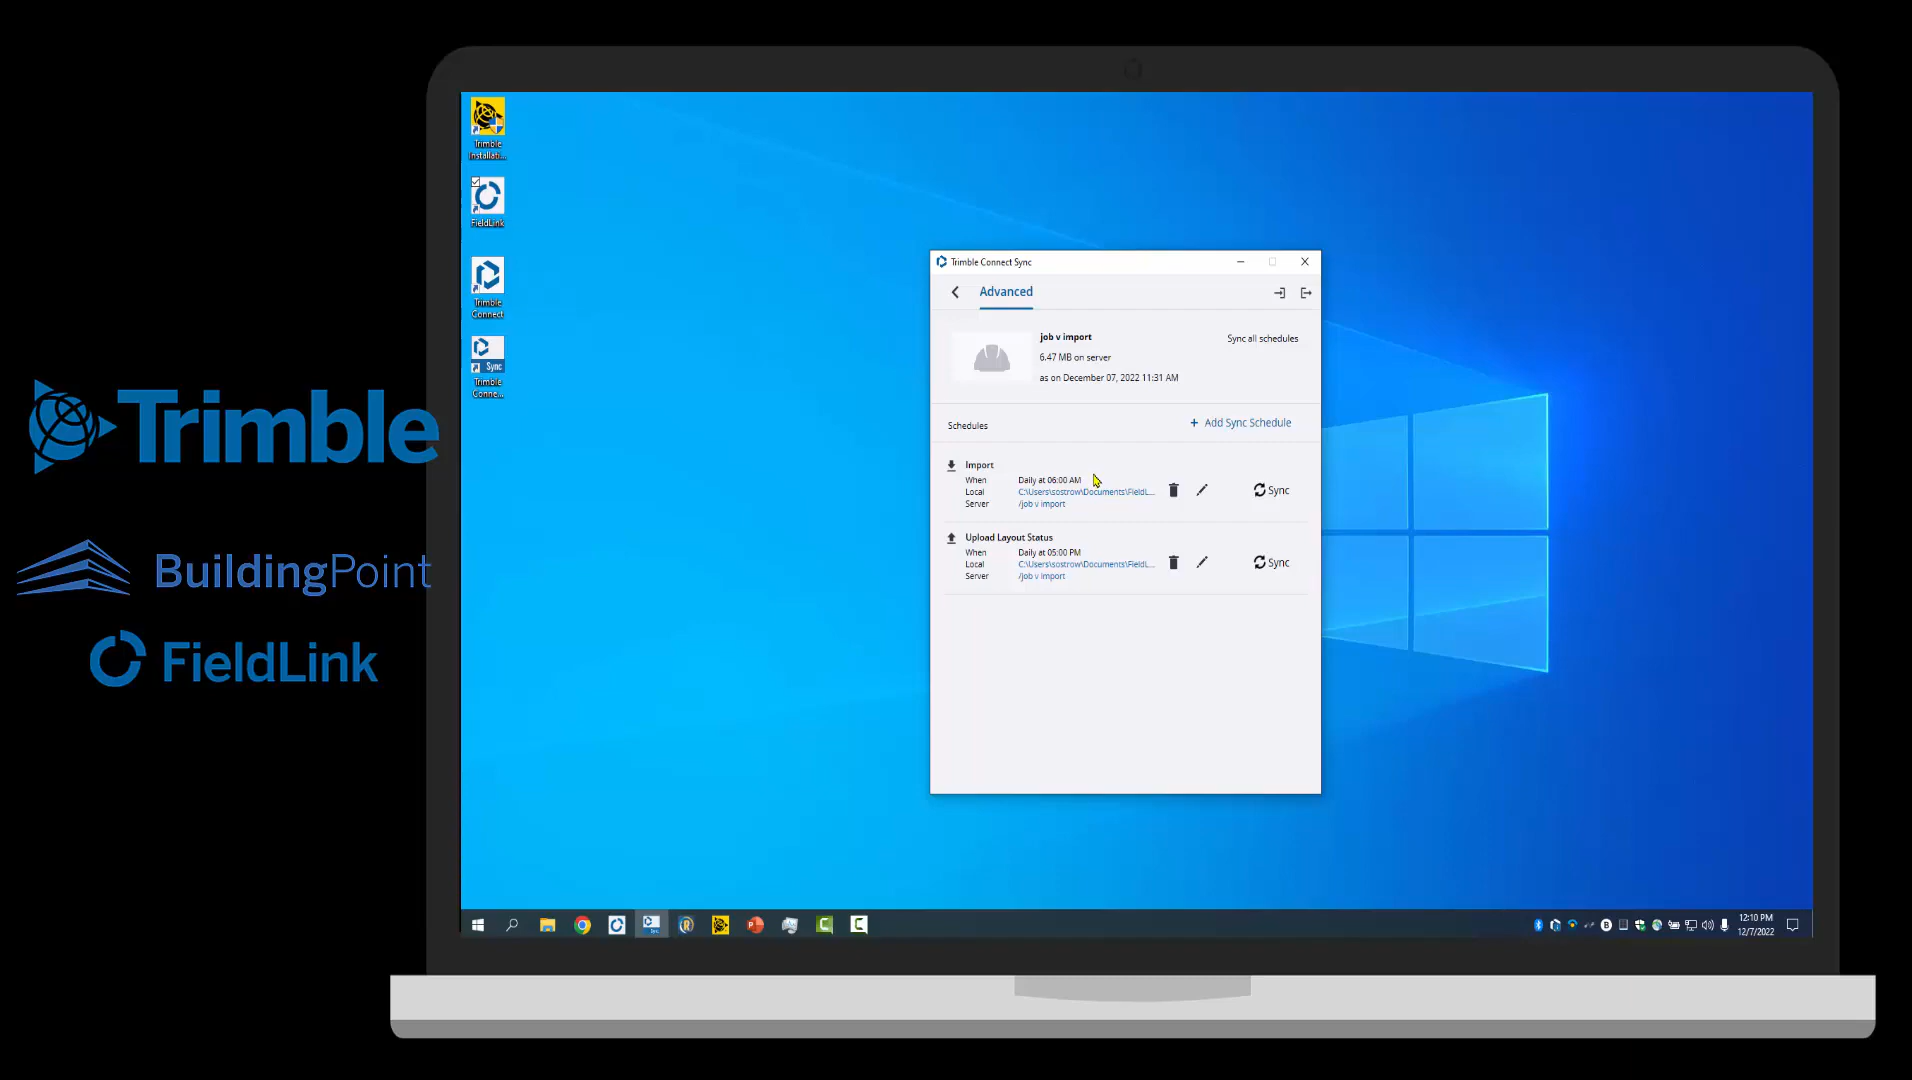 Trimble
BuildingPoint
FieldLink
Trimble
Installati...
FieldLink
Trimble
Connect
Sync
Trimble
Conne...
Trimble Connect Sync
Advanced
job v import
Sync all schedules
6.47 MB on server
as on December 07, 2022 11:31 AM
Schedules
+ Add Sync Schedule
Import
When Daily at 06:00 AM
Local C:\Users\sostrow\Documents\FieldL...
Server /job v import
Sync
Upload Layout Status
When Daily at 05:00 PM
Local C:\Users\sostrow\Documents\FieldL...
Server /job v import
Sync
12:10 PM
12/7/2022